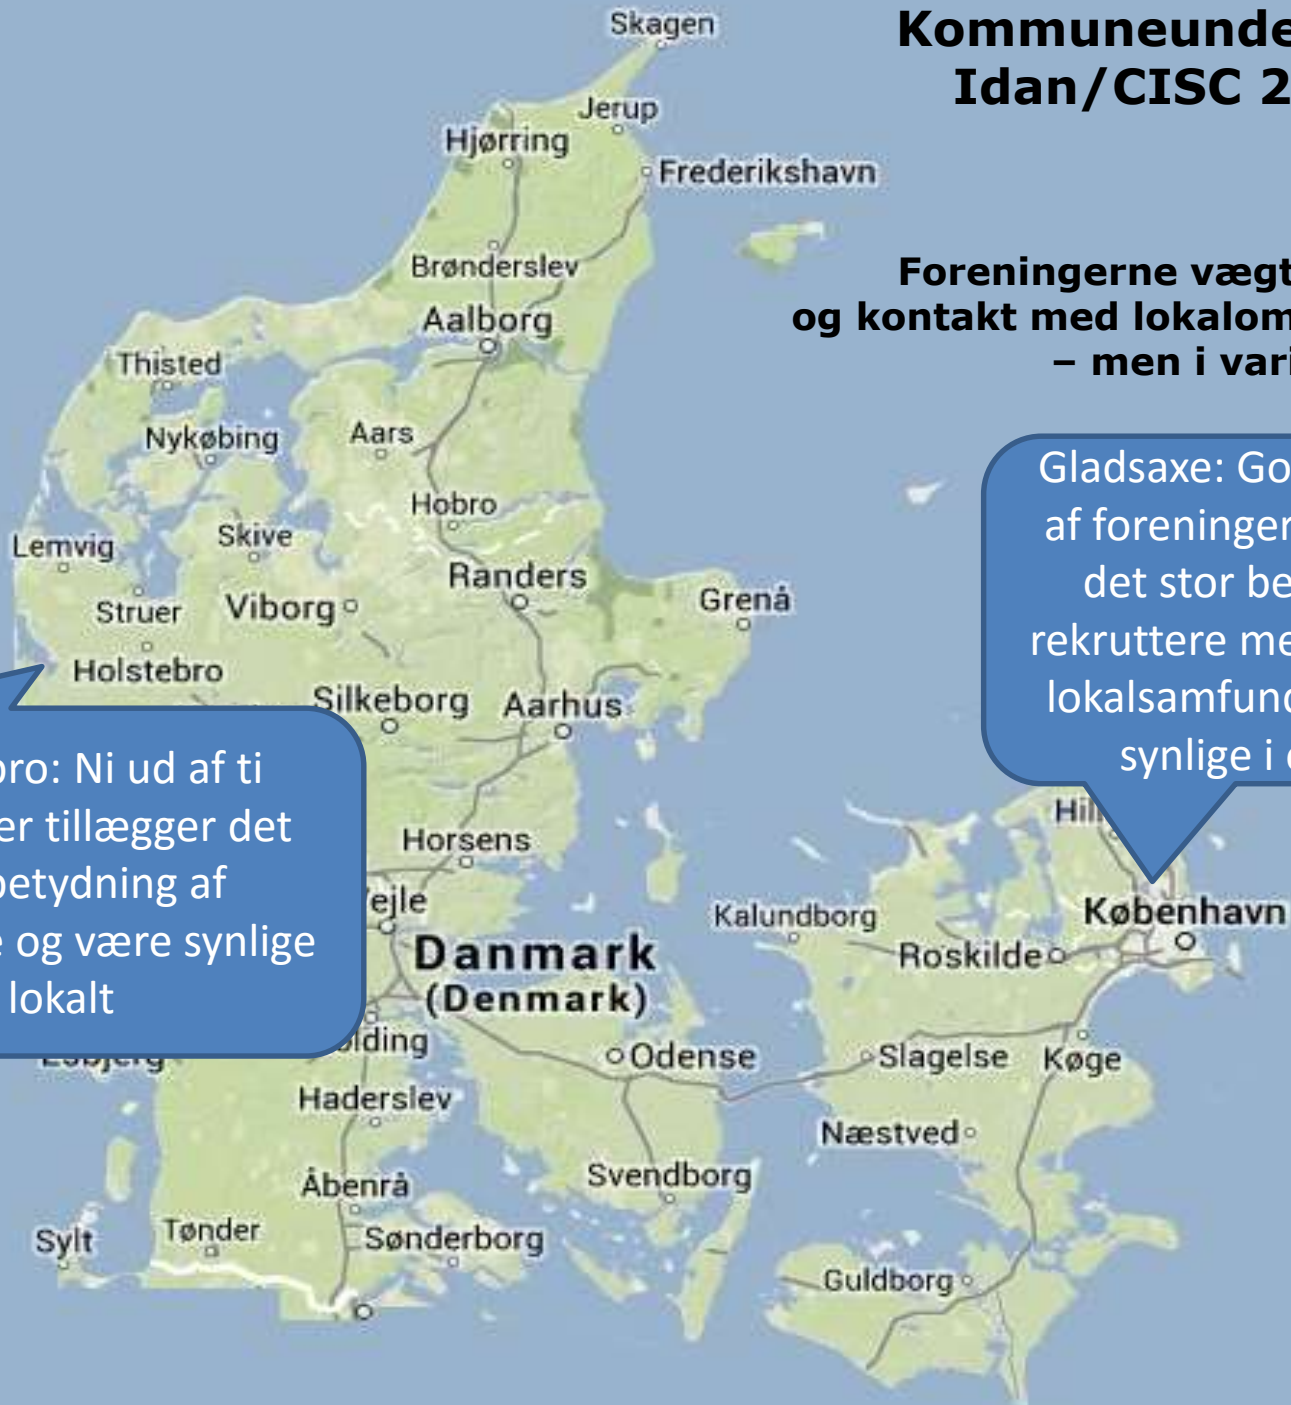 Kommuneunde
Idan/CISC 2
Foreningerne vægt
og kontakt med lokalom
– men i vari
Gladsaxe: Go
af foreninger
det stor be
rekruttere me
lokalsamfund
synlige i
bro: Ni ud af ti
er tillægger det
betydning af
e og være synlige
lokalt
Skagen
Jerup
Hjørring
Frederikshavn
Brønderslev
Aalborg
Thisted
Nykøbing
Aars
Hobro
Lemvig
Skive
Randers
Struer
Viborg
Grenå
Holstebro
Silkeborg
Aarhus
Horsens
Hil
ejle
Kalundborg
København
Danmark
(Denmark)
Roskilde
Esbjerg
olding
Odense
Slagelse
Køge
Haderslev
Næstved
Åbenrå
Svendborg
Sylt
Tønder
Sønderborg
Guldborg